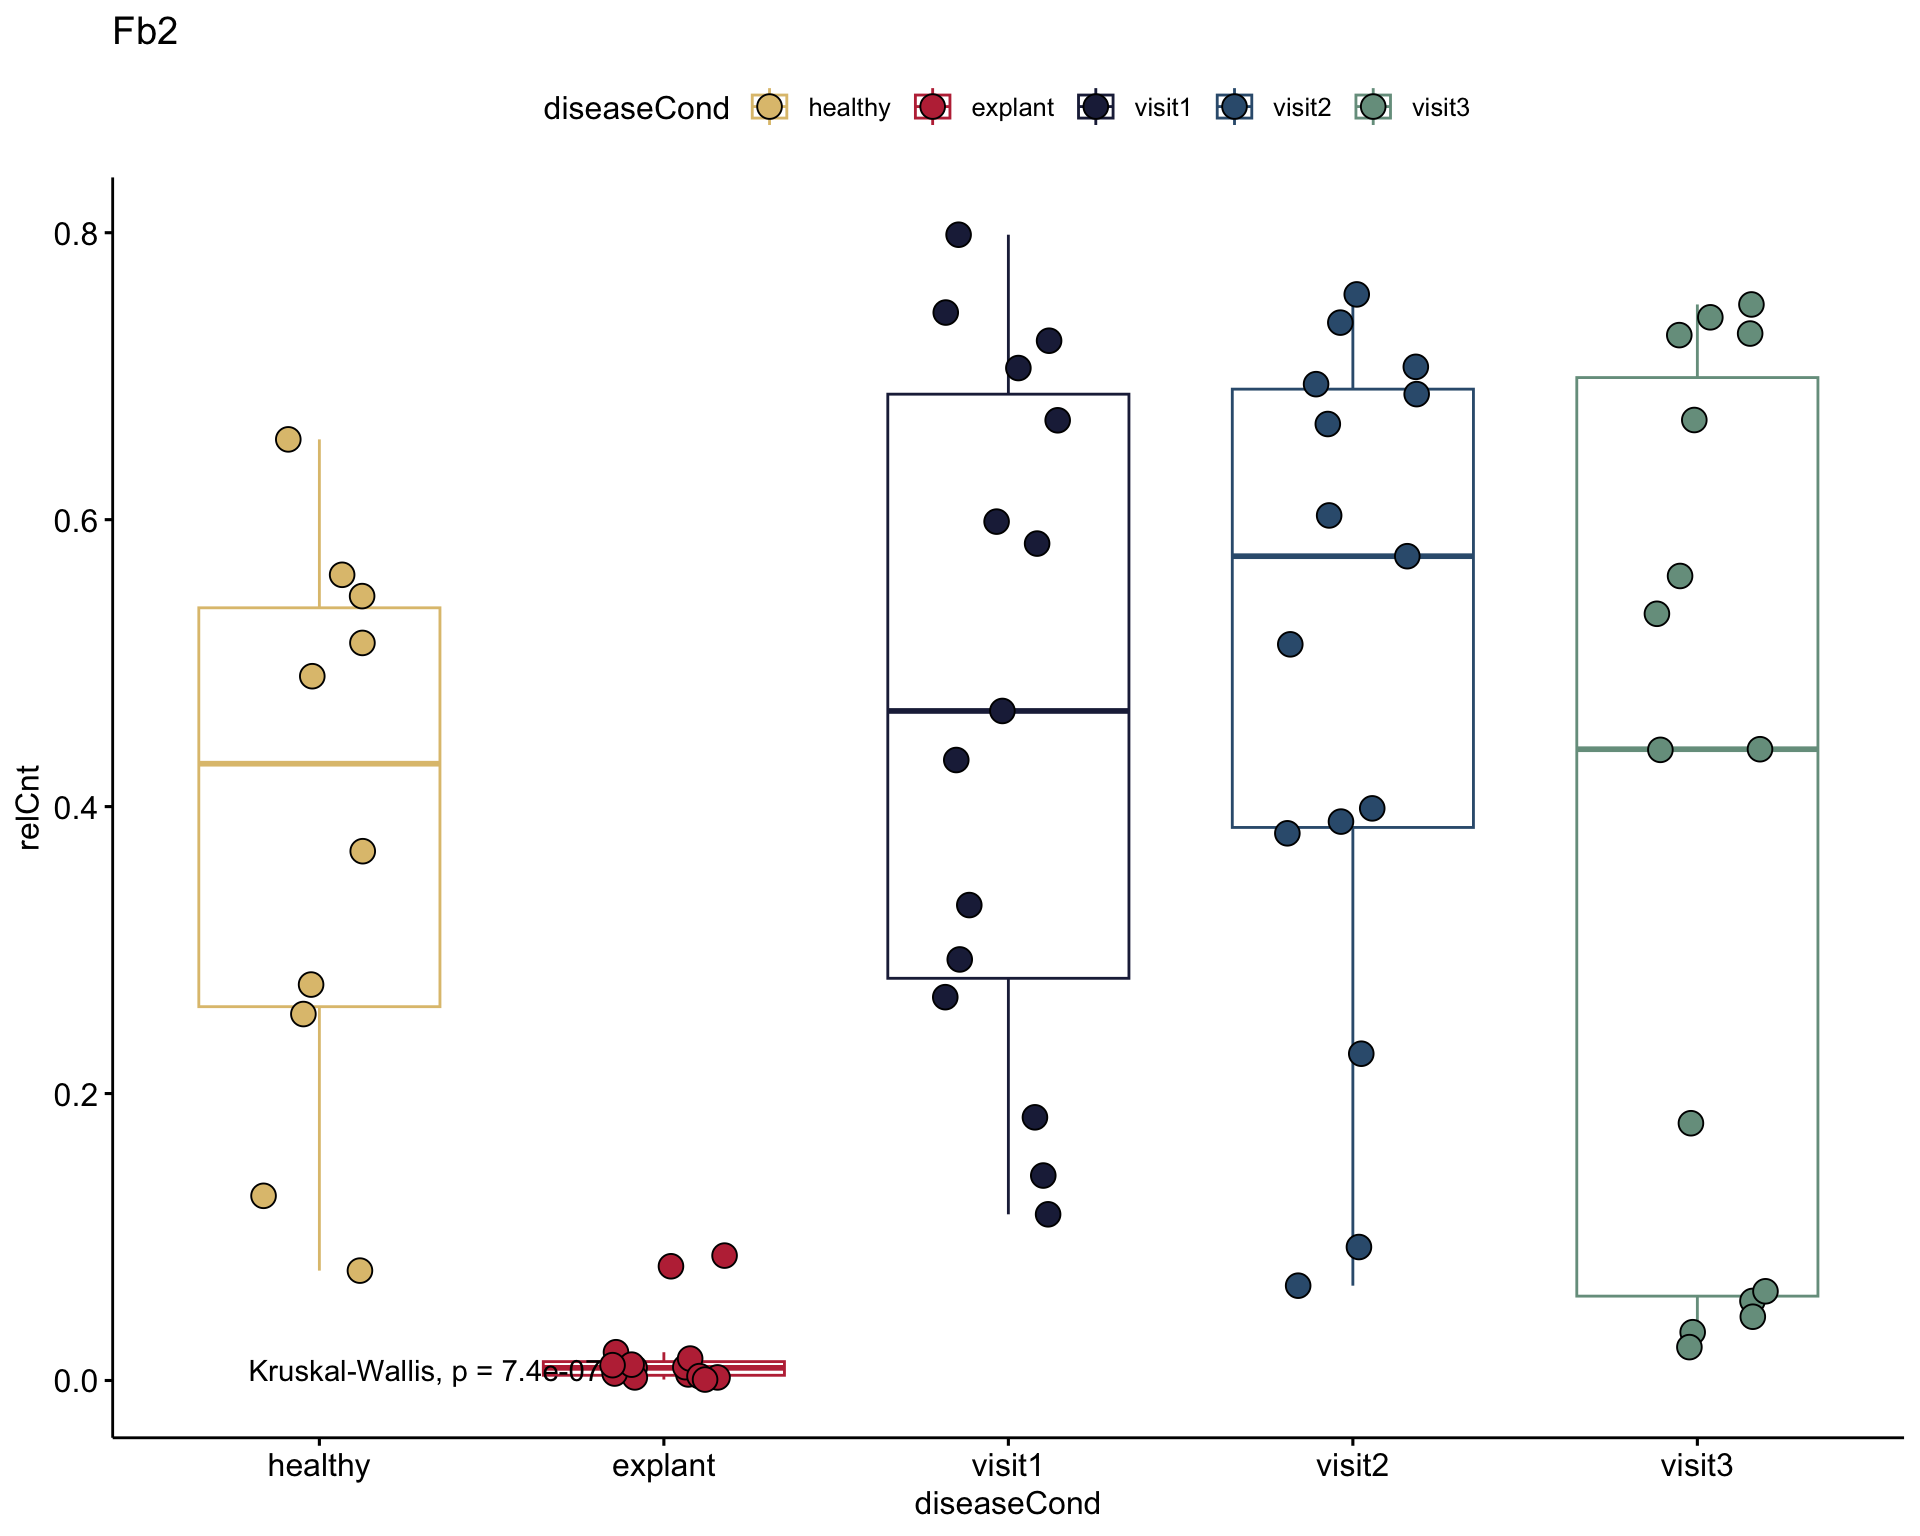 Fb2
diseaseCond healthy explant visit1 visit2 visit3
0.8
0.6
0.4
0.2
0.0
relCnt
Kruskal-Wallis, p = 7.4e-07
healthy explant visit1 visit2 visit3
diseaseCond